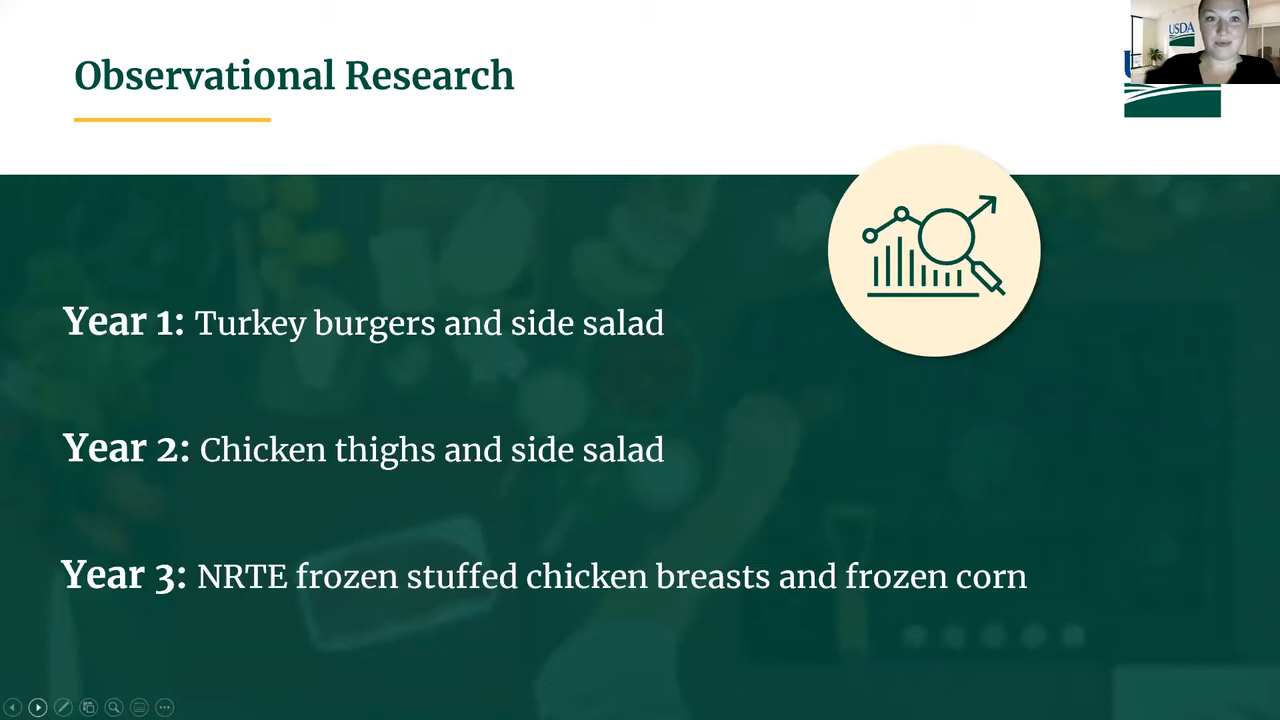 Observational Research
USDA
Year 1: Turkey burgers and side salad
Year 2: Chicken thighs and side salad
Year 3: NRTE frozen stuffed chicken breasts and frozen corn